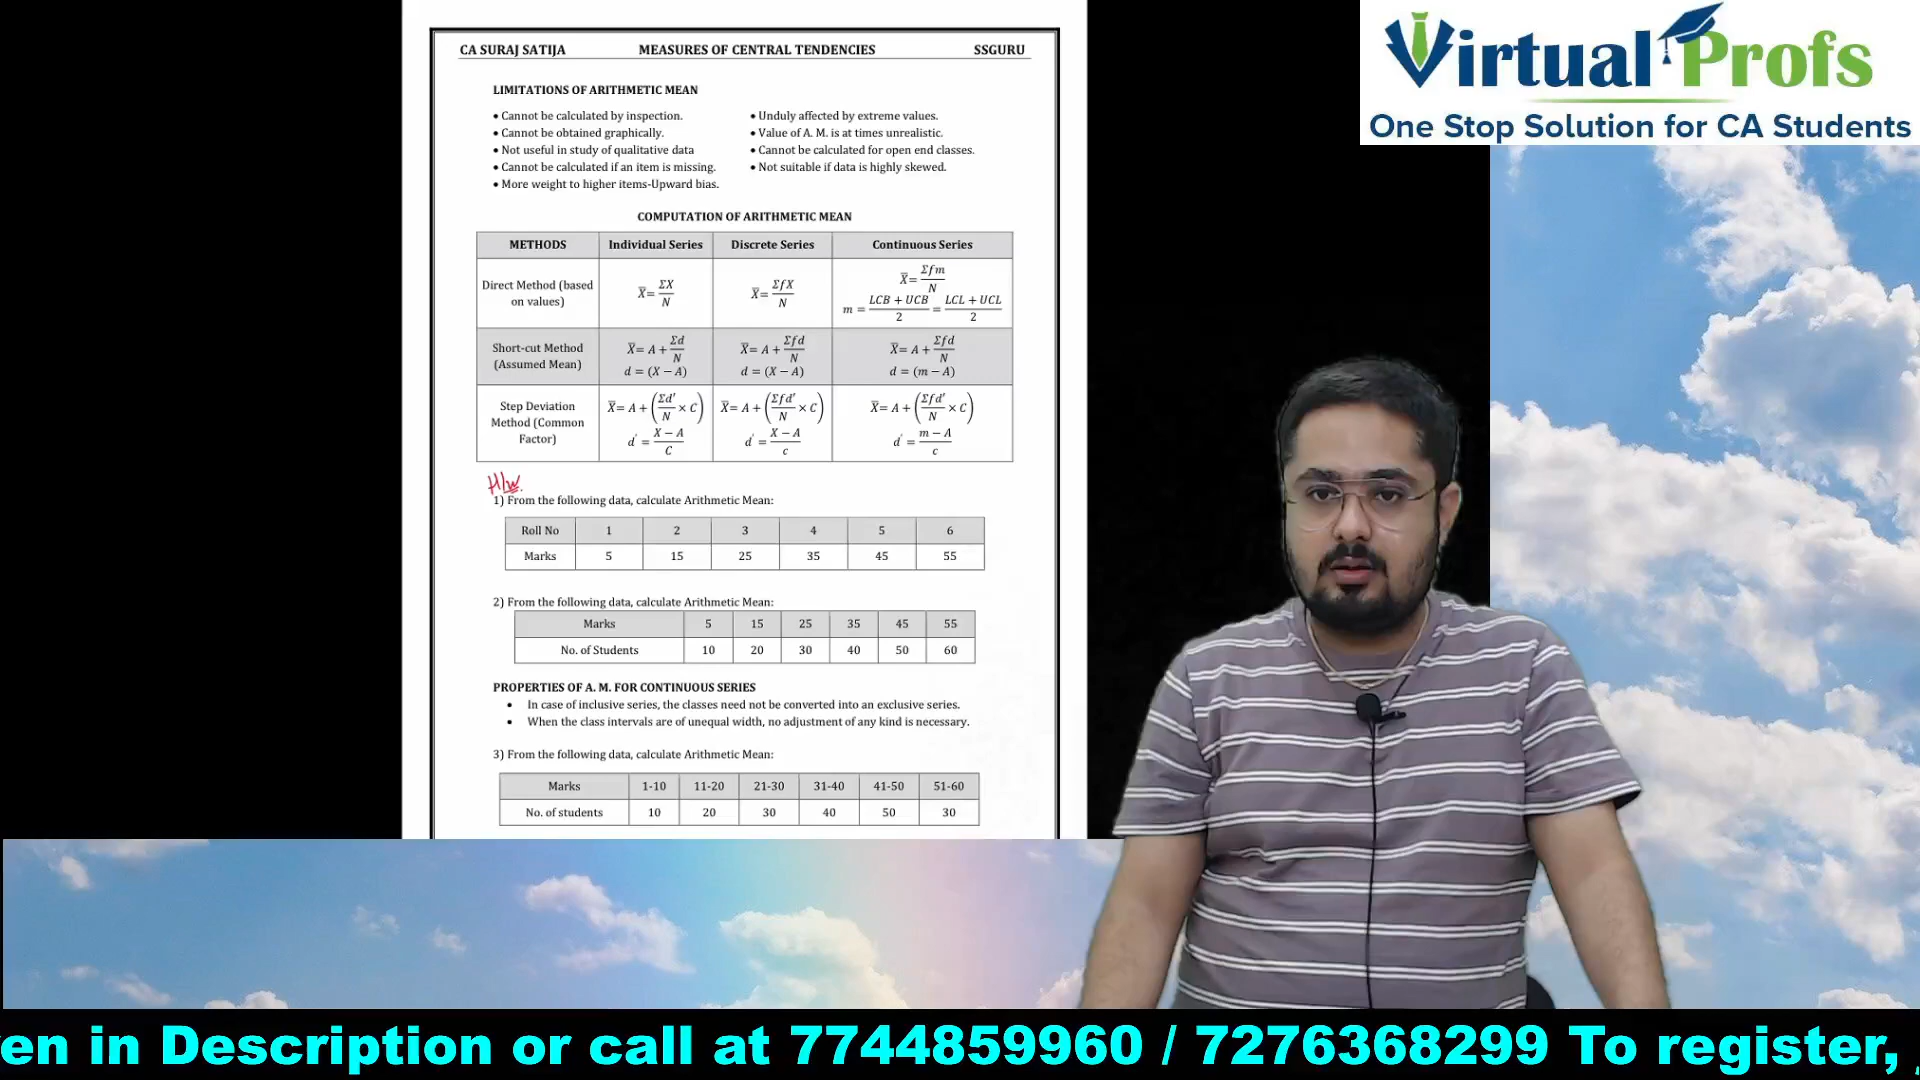 CA SURAJ SATIJA MEASURES OF CENTRAL TENDENCIES SSGURU
LIMITATIONS OF ARITHMETIC MEAN
• Cannot be calculated by inspection.
• Cannot be obtained graphically.
• Not useful in study of qualitative data
• Cannot be calculated if an item is missing.
• More weight to higher items-Upward bias.
• Unduly affected by extreme values.
• Value of A. M. is at times unrealistic.
• Cannot be calculated for open end classes.
• Not suitable if data is highly skewed.
COMPUTATION OF ARITHMETIC MEAN
METHODS Individual Series Discrete Series Continuous Series
Direct Method (based on values) X̅= ΣX/N X̅= ΣfX/N X̅= Σfm/N
m = (LCB + UCB)/2 = (LCL + UCL)/2
Short-cut Method (Assumed Mean) X̅= A + Σd/N X̅= A + Σfd/N X̅= A + Σfd/N
d = (X − A) d = (X − A) d = (m − A)
Step Deviation Method (Common Factor) X̅= A + (Σd′/N × C) X̅= A + (Σfd′/N × C) X̅= A + (Σfd′/N × C)
d′ = (X − A)/C d′ = (X − A)/c d′ = (m − A)/c
H/W.
1) From the following data, calculate Arithmetic Mean:
Roll No 1 2 3 4 5 6
Marks 5 15 25 35 45 55
2) From the following data, calculate Arithmetic Mean:
Marks 5 15 25 35 45 55
No. of Students 10 20 30 40 50 60
PROPERTIES OF A. M. FOR CONTINUOUS SERIES
• In case of inclusive series, the classes need not be converted into an exclusive series.
• When the class intervals are of unequal width, no adjustment of any kind is necessary.
3) From the following data, calculate Arithmetic Mean:
Marks 1-10 11-20 21-30 31-40 41-50 51-60
No. of students 10 20 30 40 50 30
Virtual Profs
One Stop Solution for CA Students
en in Description or call at 7744859960 / 7276368299 To register,